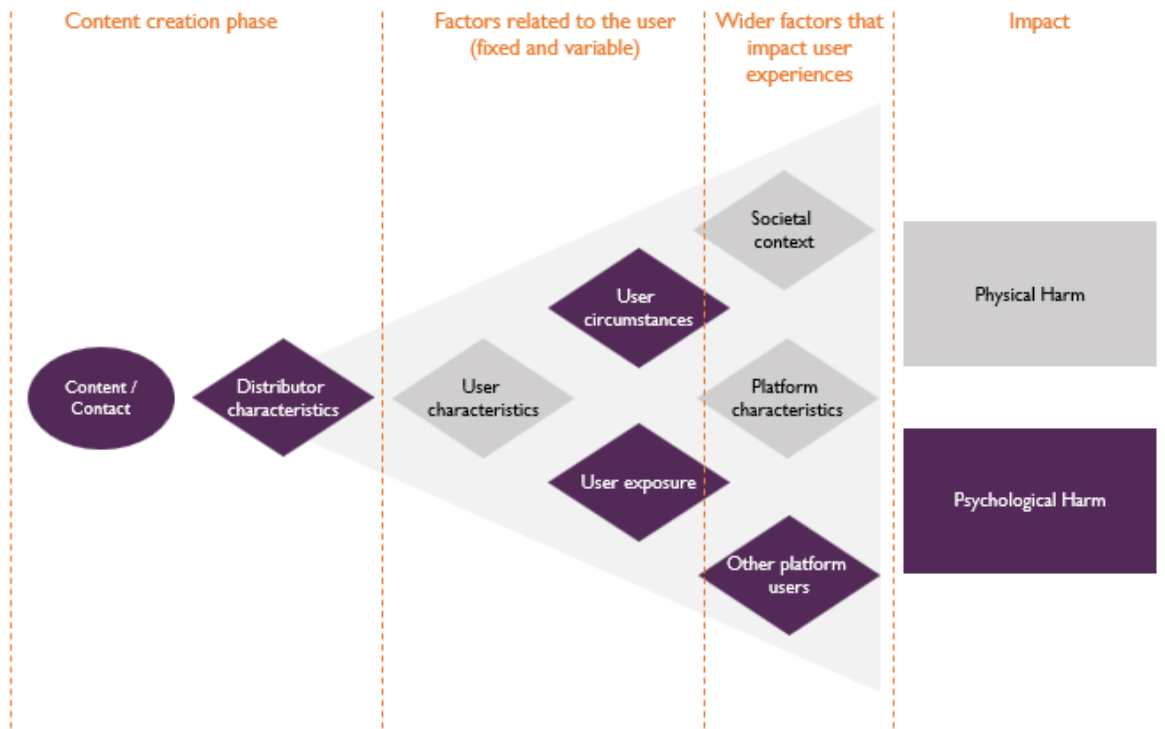 Content creation phase
Factors related to the user
(fixed and variable)
Wider factors that
impact user
experiences
Impact
Content /
Contact
Distributor
characteristics
User
characteristics
User
circumstances
User exposure
Societal
context
Platform
characteristics
Other platform
users
Physical Harm
Psychological Harm